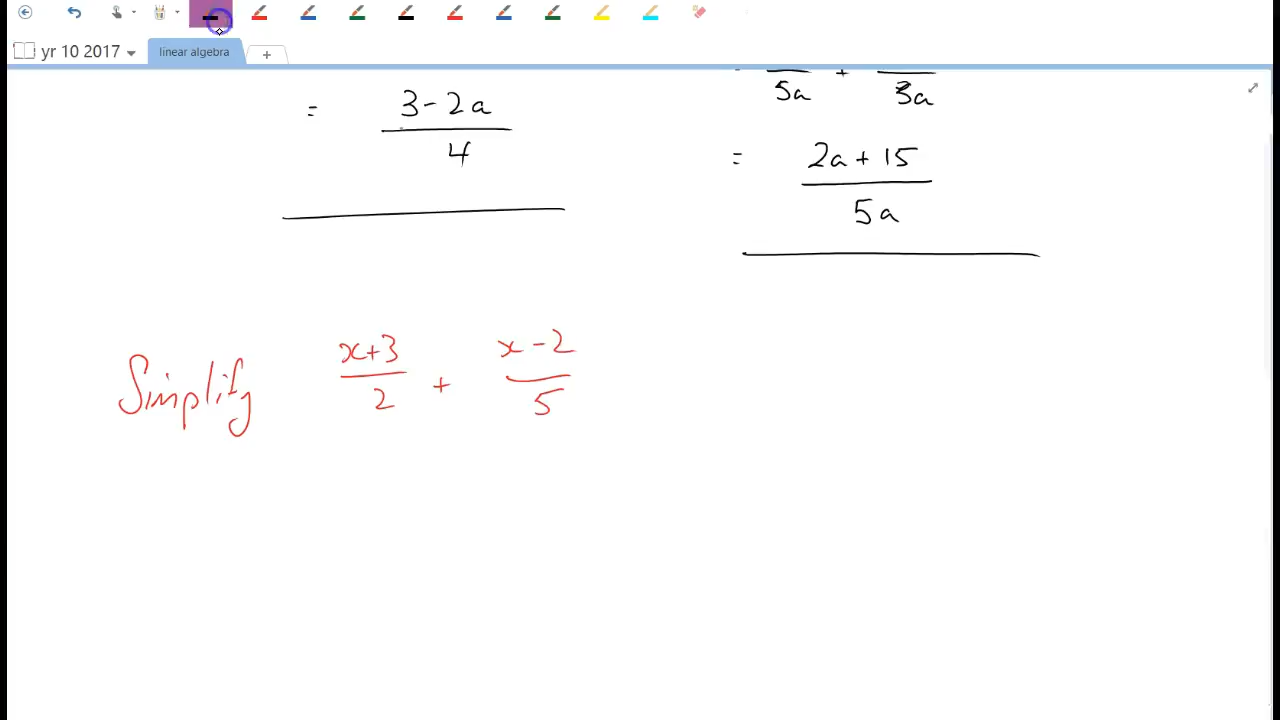 yr 10 2017 linear algebra
= 3 - 2a / 4
5a + 3a
= 2a + 15 / 5a
Simplify x+3 / 2 + x - 2 / 5